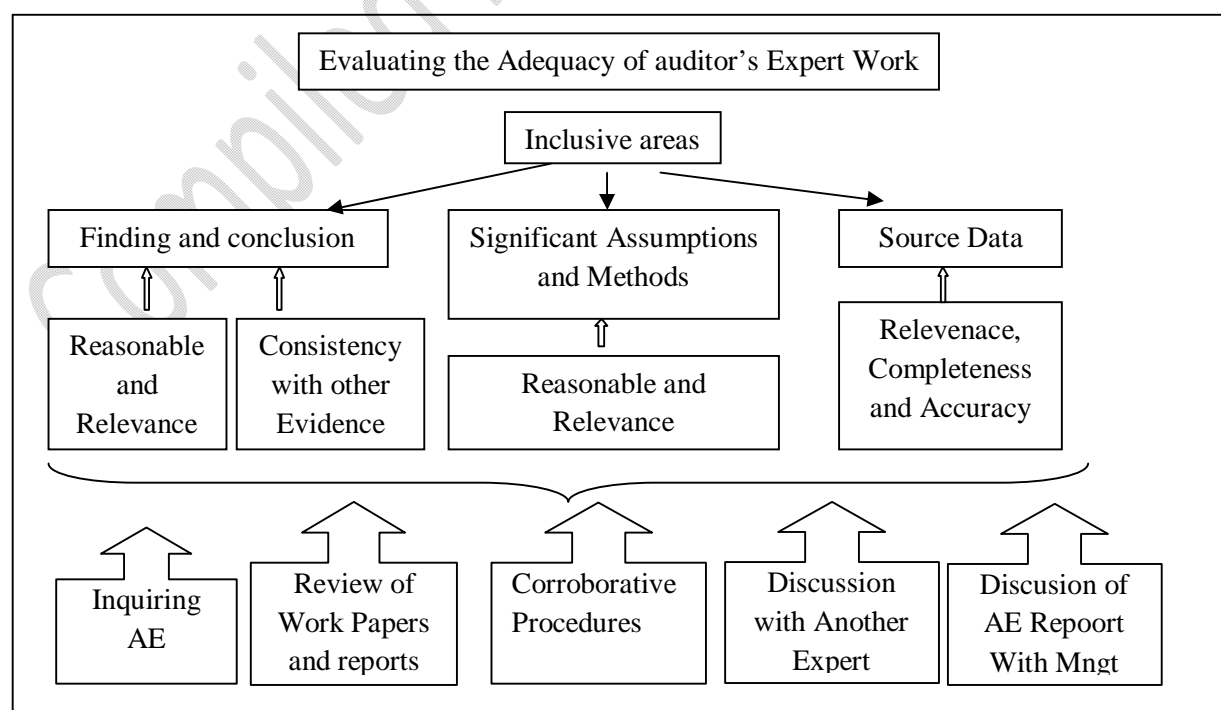 Evaluating the Adequacy of auditor’s Expert Work
Inclusive areas
Finding and conclusion
Significant Assumptions
and Methods
Source Data
Reasonable
and
Relevance
Consistency
with other
Evidence
Reasonable and
Relevance
Relevenace,
Completeness
and Accuracy
Inquiring
AE
Review of
Work Papers
and reports
Corroborative
Procedures
Discussion
with Another
Expert
Discusion of
AE Repoort
With Mngt